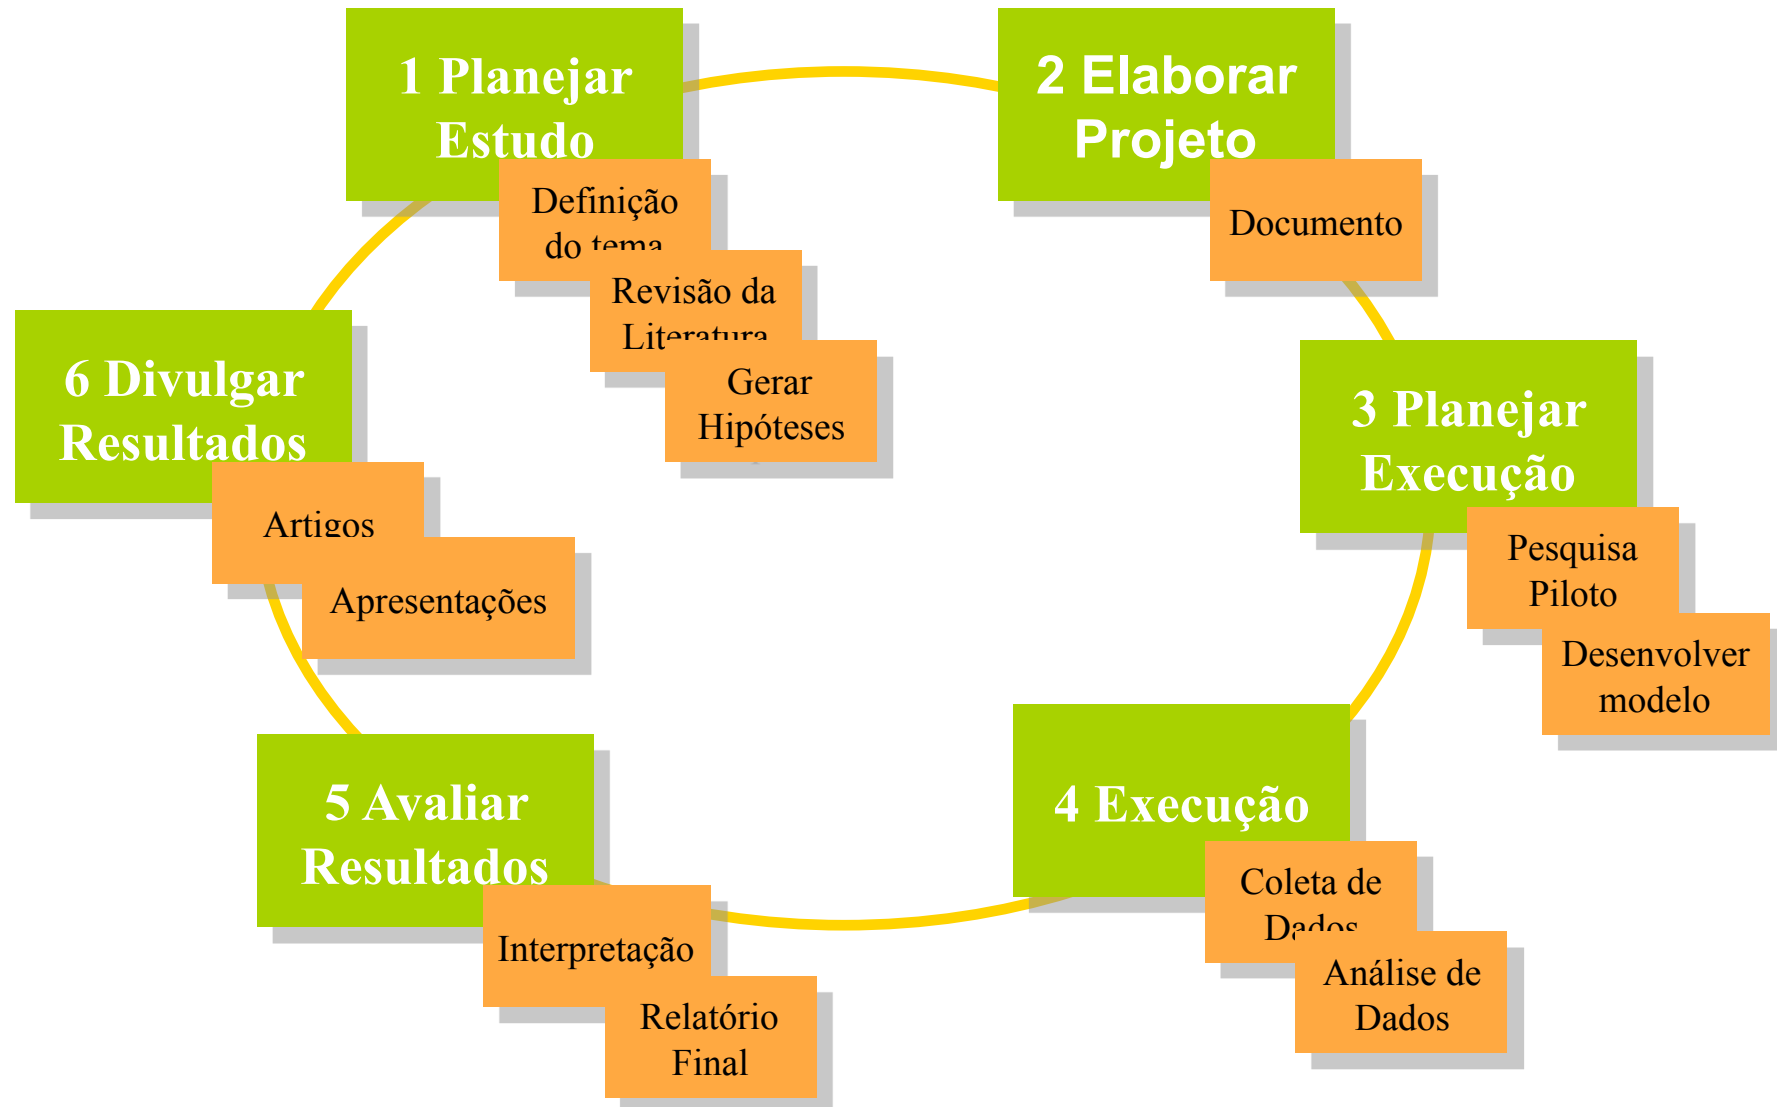 1 Planejar
Estudo
Definição
do tema
Revisão da
Literatura
Gerar
Hipóteses
2 Elaborar
Projeto
Documento
3 Planejar
Execução
Pesquisa
Piloto
Desenvolver
modelo
4 Execução
Coleta de
Dados
Análise de
Dados
5 Avaliar
Resultados
Interpretação
Relatório
Final
6 Divulgar
Resultados
Artigos
Apresentações